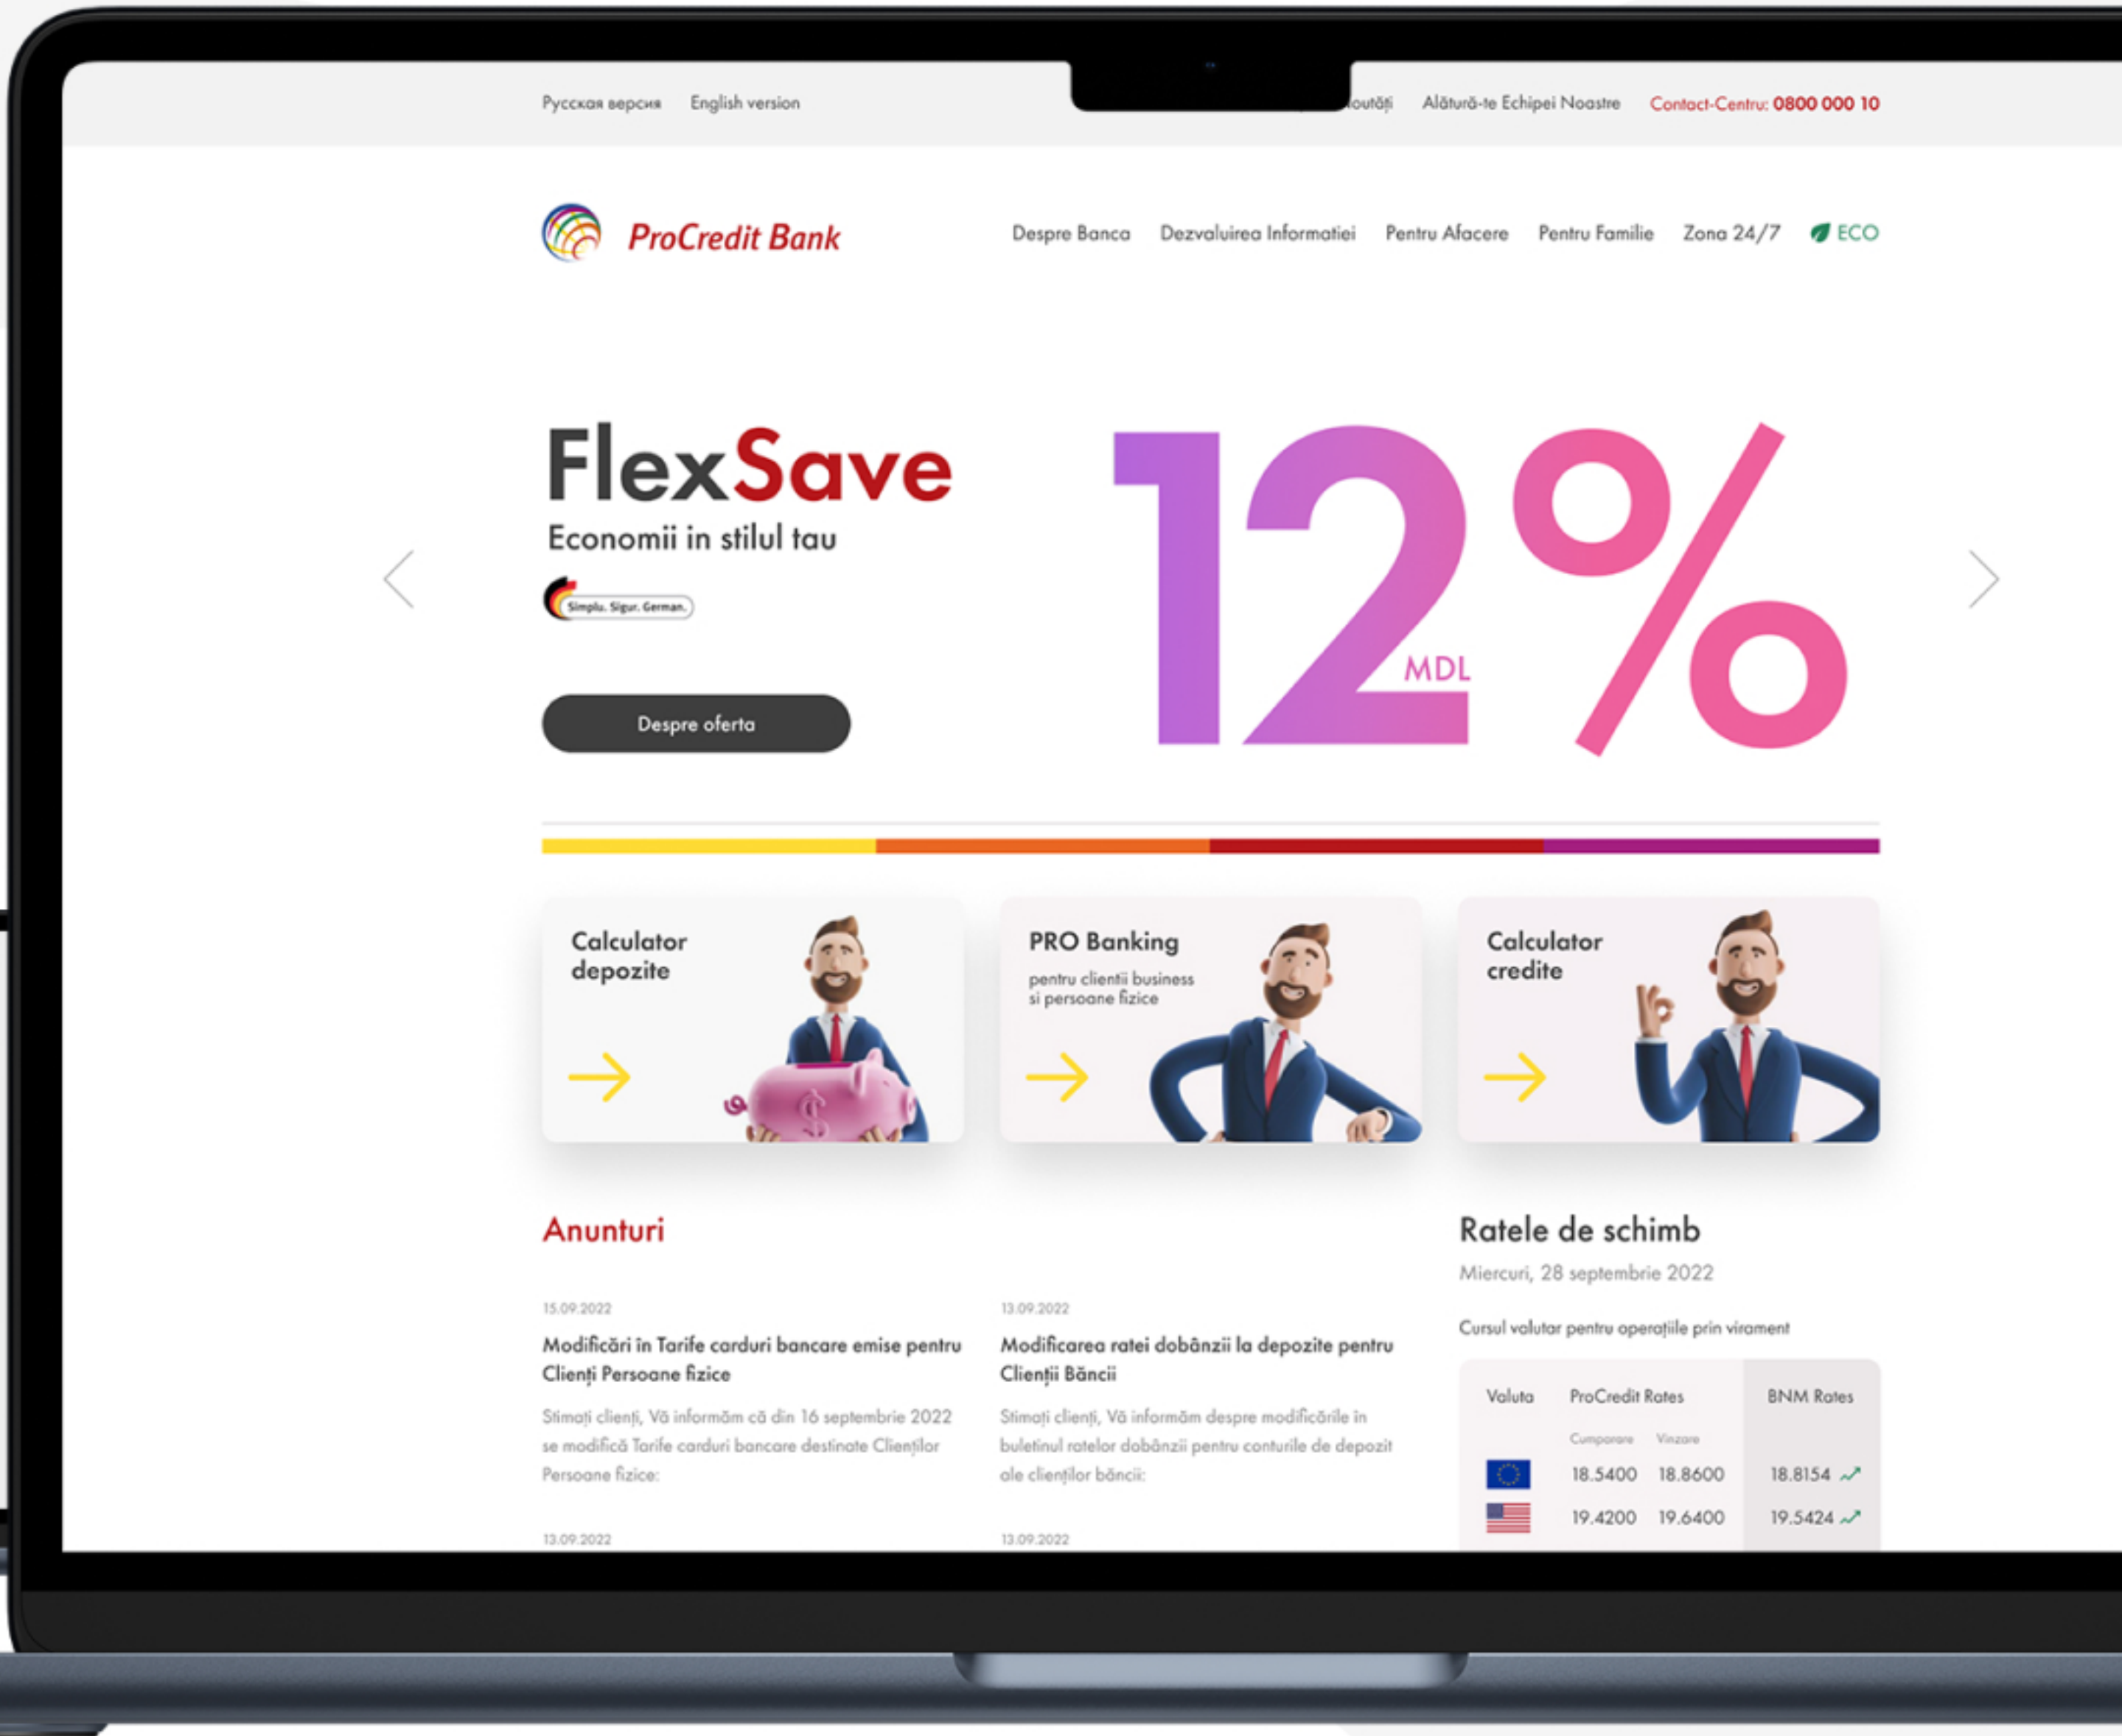 Русская версия English version Alătură-te Echipei Noastre Contact-Centru: 0800 000 10
ProCredit Bank
Despre Banca Dezvaluirea Informatiei Pentru Afacere Pentru Familie Zona 24/7 ECO
FlexSave
Economii in stilul tau
Simplu. Sigur. German.
Despre oferta
12%
MDL
Calculator
depozite
PRO Banking
pentru clientii business
si persoane fizice
Calculator
credite
Anunturi
15.09.2022
Modificări în Tarife carduri bancare emise pentru
Clienți Persoane fizice
Stimați clienți, Vă informăm că din 16 septembrie 2022
se modifică Tarife carduri bancare destinate Clienților
Persoane fizice:
13.09.2022
13.09.2022
Modificarea ratei dobânzii la depozite pentru
Clienții Băncii
Stimați clienți, Vă informăm despre modificările în
buletinul ratelor dobânzii pentru conturile de depozit
ale clienților băncii:
13.09.2022
Ratele de schimb
Miercuri, 28 septembrie 2022
Cursul valutar pentru operațiile prin virament
Valuta ProCredit Rates BNM Rates
Cumparare Vinzare
18.5400 18.8600 18.8154
19.4200 19.6400 19.5424